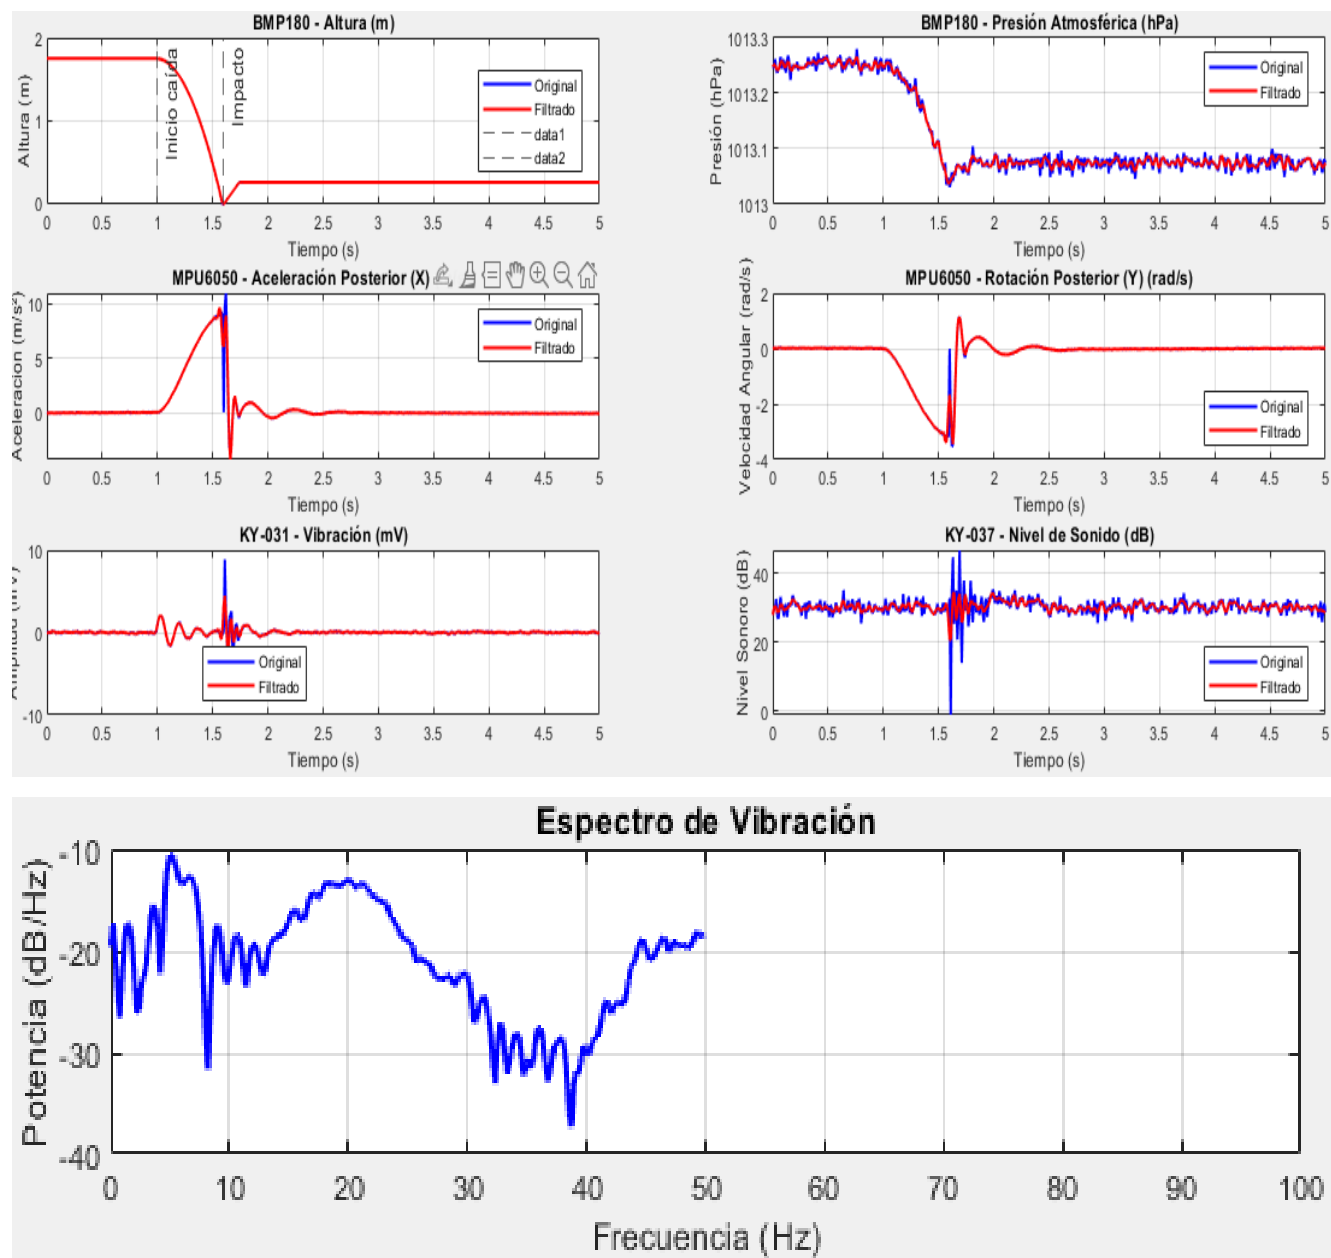 BMP180 - Altura (m)
Altura (m)
2
1
0
Inicio caída
Impacto
Original
Filtrado
data1
data2
0 0.5 1 1.5 2 2.5 3 3.5 4 4.5 5
Tiempo (s)
BMP180 - Presión Atmosférica (hPa)
Presión (hPa)
1013.3
1013.2
1013.1
1013
Original
Filtrado
0 0.5 1 1.5 2 2.5 3 3.5 4 4.5 5
Tiempo (s)
MPU6050 - Aceleración Posterior (X)
Aceleracion (m/s²)
10
5
0
Original
Filtrado
0 0.5 1 1.5 2 2.5 3 3.5 4 4.5 5
Tiempo (s)
MPU6050 - Rotación Posterior (Y) (rad/s)
Velocidad Angular (rad/s)
2
0
-2
-4
Original
Filtrado
0 0.5 1 1.5 2 2.5 3 3.5 4 4.5 5
Tiempo (s)
KY-031 - Vibración (mV)
Amplitud (mV)
10
0
-10
Original
Filtrado
0 0.5 1 1.5 2 2.5 3 3.5 4 4.5 5
Tiempo (s)
KY-037 - Nivel de Sonido (dB)
Nivel Sonoro (dB)
40
20
0
Original
Filtrado
0 0.5 1 1.5 2 2.5 3 3.5 4 4.5 5
Tiempo (s)
Espectro de Vibración
Potencia (dB/Hz)
-10
-20
-30
-40
0 10 20 30 40 50 60 70 80 90 100
Frecuencia (Hz)